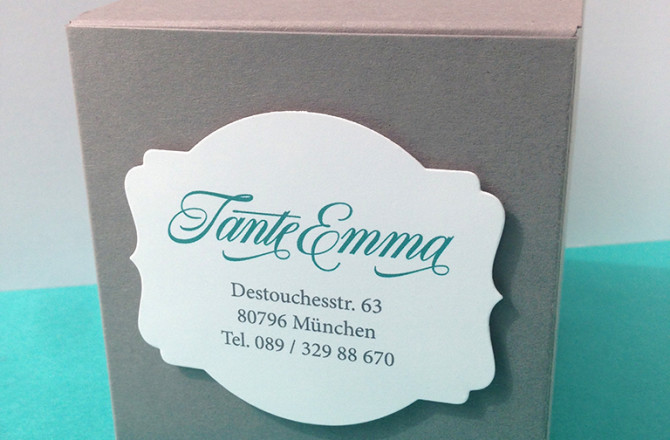 Tante Emma
Destouchesstr. 63
80796 München
Tel. 089 / 329 88 670